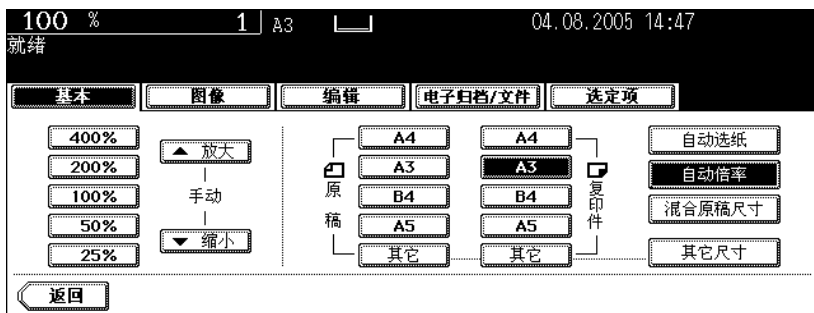 100 % 1 A3 04.08.2005 14:47
就绪
基本 图像 编辑 电子归档/文件 选定项
400% 放大 A4 A4 自动选纸
200% A3 A3 自动倍率
100% 手动 原稿 B4 B4 复印件 混合原稿尺寸
50% 缩小 A5 A5
25% 其它 其它 其它尺寸
返回